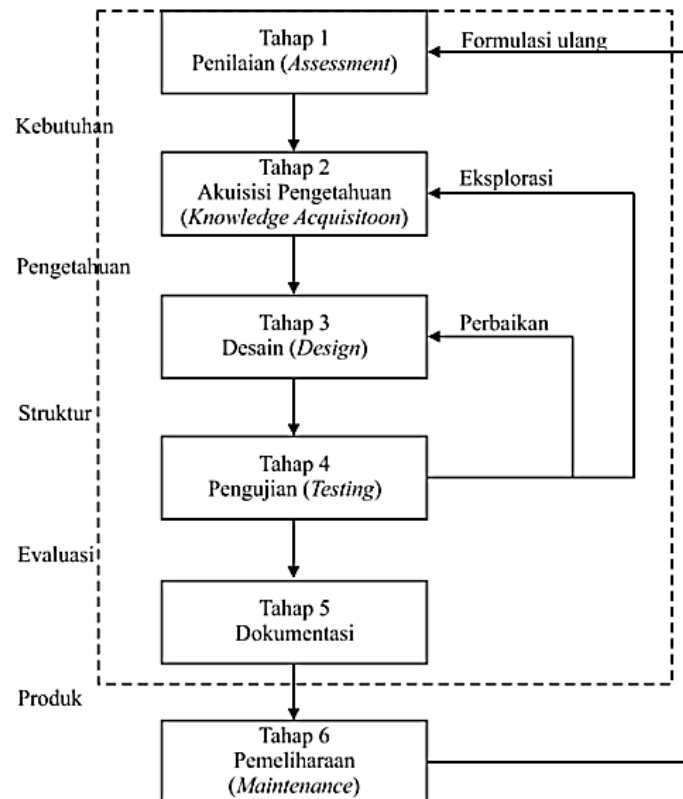 Tahap 1
Penilaian (Assessment)
Formulasi ulang
Kebutuhan
Tahap 2
Akuisisi Pengetahuan
(Knowledge Acquisitoon)
Eksplorasi
Pengetahuan
Tahap 3
Desain (Design)
Perbaikan
Struktur
Tahap 4
Pengujian (Testing)
Evaluasi
Tahap 5
Dokumentasi
Produk
Tahap 6
Pemeliharaan
(Maintenance)